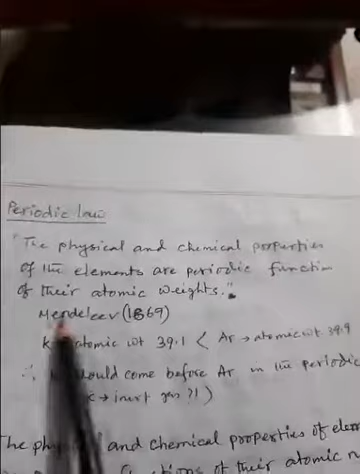 Periodic law
"The physical and chemical properties
of the elements are periodic function
of their atomic weights."
Mendeleev (1869)
K → atomic wt 39.1 < Ar → atomic wt. 39.9
∴ should come before Ar in the periodic
K → inert gas ?! )
The phy and chemical properties of elem
of their atomic n